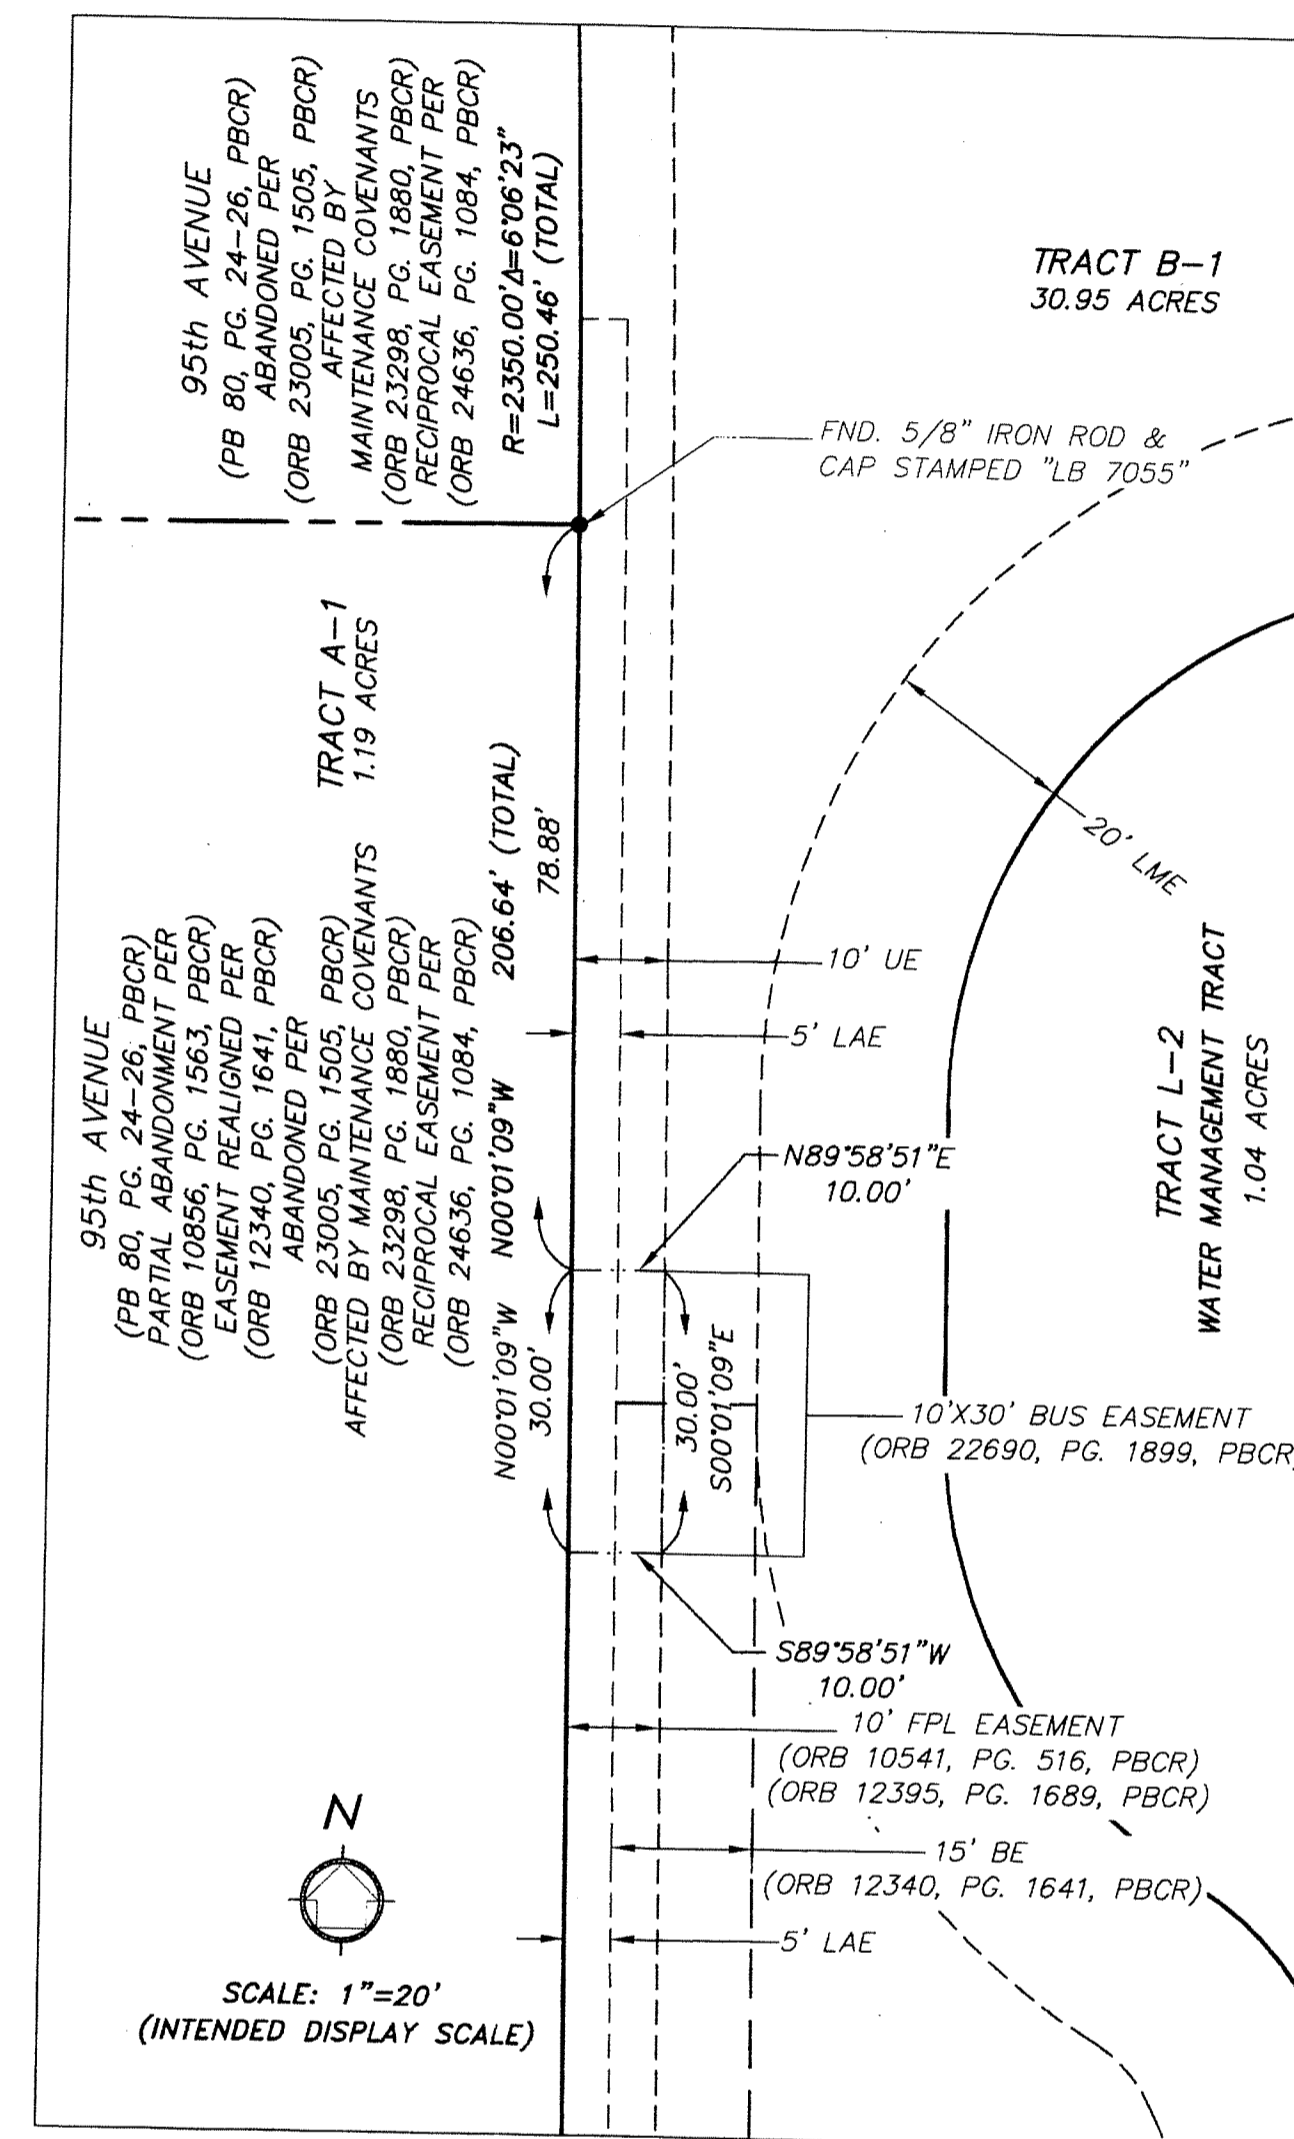 95th AVENUE
(PB 80, PG. 24-26, PBCR)
ABANDONED PER
(ORB 23005, PG. 1505, PBCR)
AFFECTED BY
MAINTENANCE COVENANTS
(ORB 23298, PG. 1880, PBCR)
RECIPROCAL EASEMENT PER
(ORB 24636, PG. 1084, PBCR)
R=2350.00'Δ=6°06'23"
L=250.46' (TOTAL)
TRACT B-1
30.95 ACRES
FND. 5/8" IRON ROD &
CAP STAMPED "LB 7055"
TRACT A-1
1.19 ACRES
20' LME
95th AVENUE
(PB 80, PG. 24-26, PBCR)
PARTIAL ABANDONMENT PER
(ORB 10856, PG. 1563, PBCR)
EASEMENT REALIGNED PER
(ORB 12340, PG. 1641, PBCR)
ABANDONED PER
(ORB 23005, PG. 1505, PBCR)
AFFECTED BY MAINTENANCE COVENANTS
(ORB 23298, PG. 1880, PBCR)
RECIPROCAL EASEMENT PER
(ORB 24636, PG. 1084, PBCR)
N00°01'09"W 206.64' (TOTAL)
78.88'
10' UE
5' LAE
TRACT L-2
WATER MANAGEMENT TRACT
1.04 ACRES
N89°58'51"E
10.00'
N00°01'09"W
30.00'
30.00'
S00°01'09"E
10'X30' BUS EASEMENT
(ORB 22690, PG. 1899, PBCR
S89°58'51"W
10.00'
10' FPL EASEMENT
(ORB 10541, PG. 516, PBCR)
(ORB 12395, PG. 1689, PBCR)
15' BE
(ORB 12340, PG. 1641, PBCR)
5' LAE
N
SCALE: 1"=20'
(INTENDED DISPLAY SCALE)